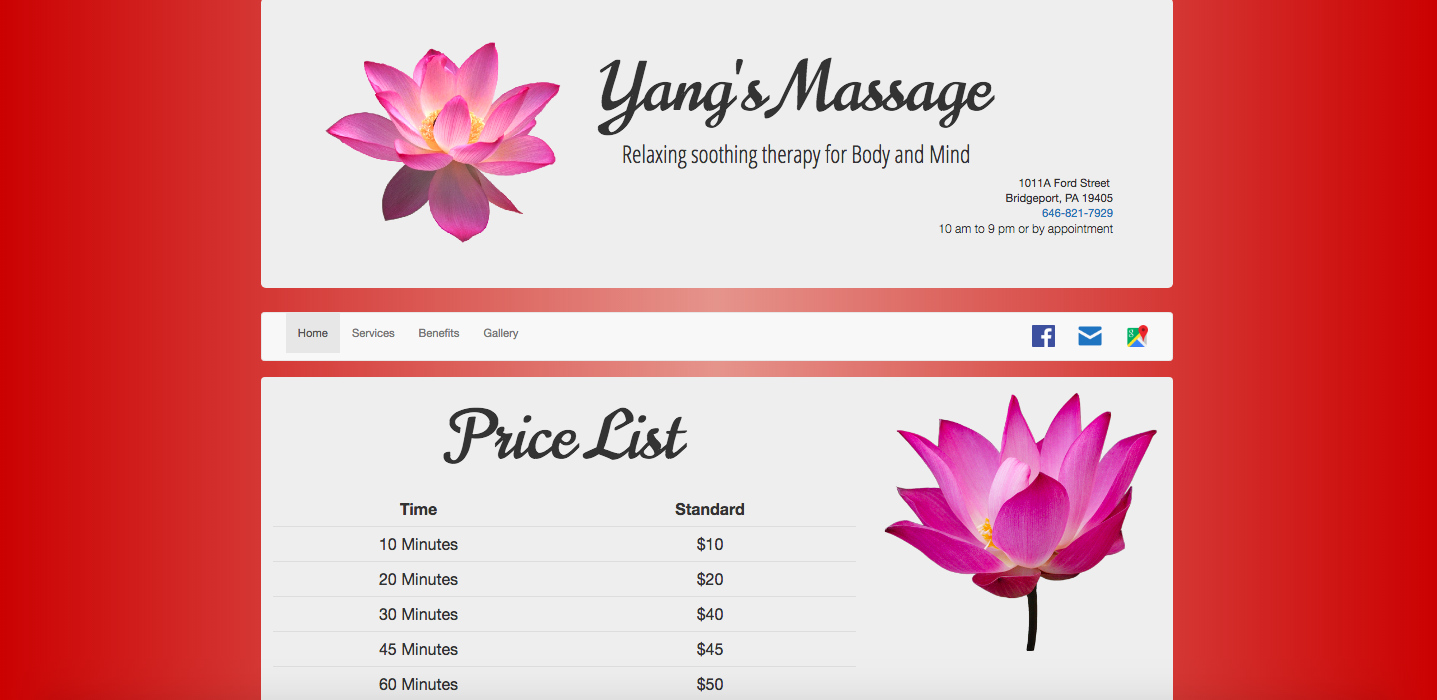 Yang's Massage
Relaxing soothing therapy for Body and Mind
1011A Ford Street
Bridgeport, PA 19405
646-821-7929
10 am to 9 pm or by appointment
Home Services Benefits Gallery
Price List
Time Standard
10 Minutes $10
20 Minutes $20
30 Minutes $40
45 Minutes $45
60 Minutes $50